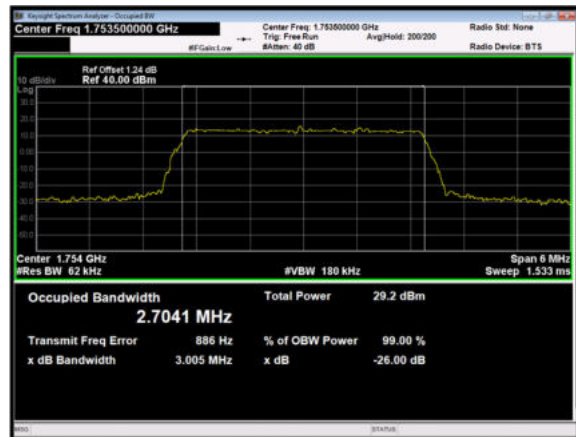 Keysight Spectrum Analyzer - Occupied BW
Center Freq 1.753500000 GHz
Center Freq: 1.753500000 GHz
Radio Std: None
Trig: Free Run
Avg|Hold: 200/200
#IFGain:Low
#Atten: 40 dB
Radio Device: BTS
Ref Offset 1.24 dB
10 dB/div
Ref 40.00 dBm
Log
30.0
20.0
10.0
0.00
-10.0
-20.0
-30.0
-40.0
-50.0
Center 1.754 GHz
Span 6 MHz
#Res BW 62 kHz
#VBW 180 kHz
Sweep 1.533 ms
Occupied Bandwidth
Total Power
29.2 dBm
2.7041 MHz
Transmit Freq Error
886 Hz
% of OBW Power
99.00 %
x dB Bandwidth
3.005 MHz
x dB
-26.00 dB
MSG
STATUS